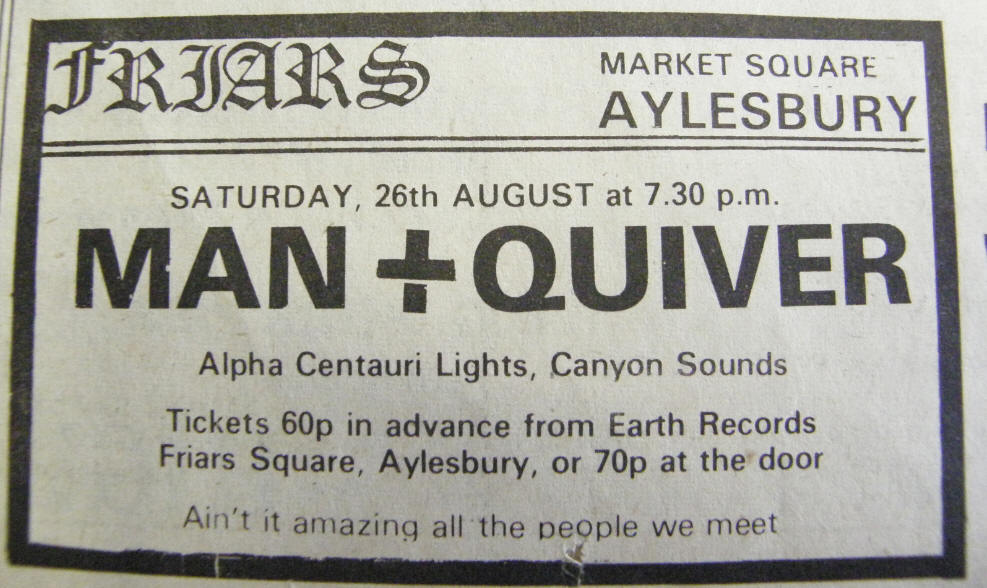 FRIARS
MARKET SQUARE
AYLESBURY
SATURDAY, 26th AUGUST at 7.30 p.m.
MAN + QUIVER
Alpha Centauri Lights, Canyon Sounds
Tickets 60p in advance from Earth Records
Friars Square, Aylesbury, or 70p at the door
Ain't it amazing all the people we meet